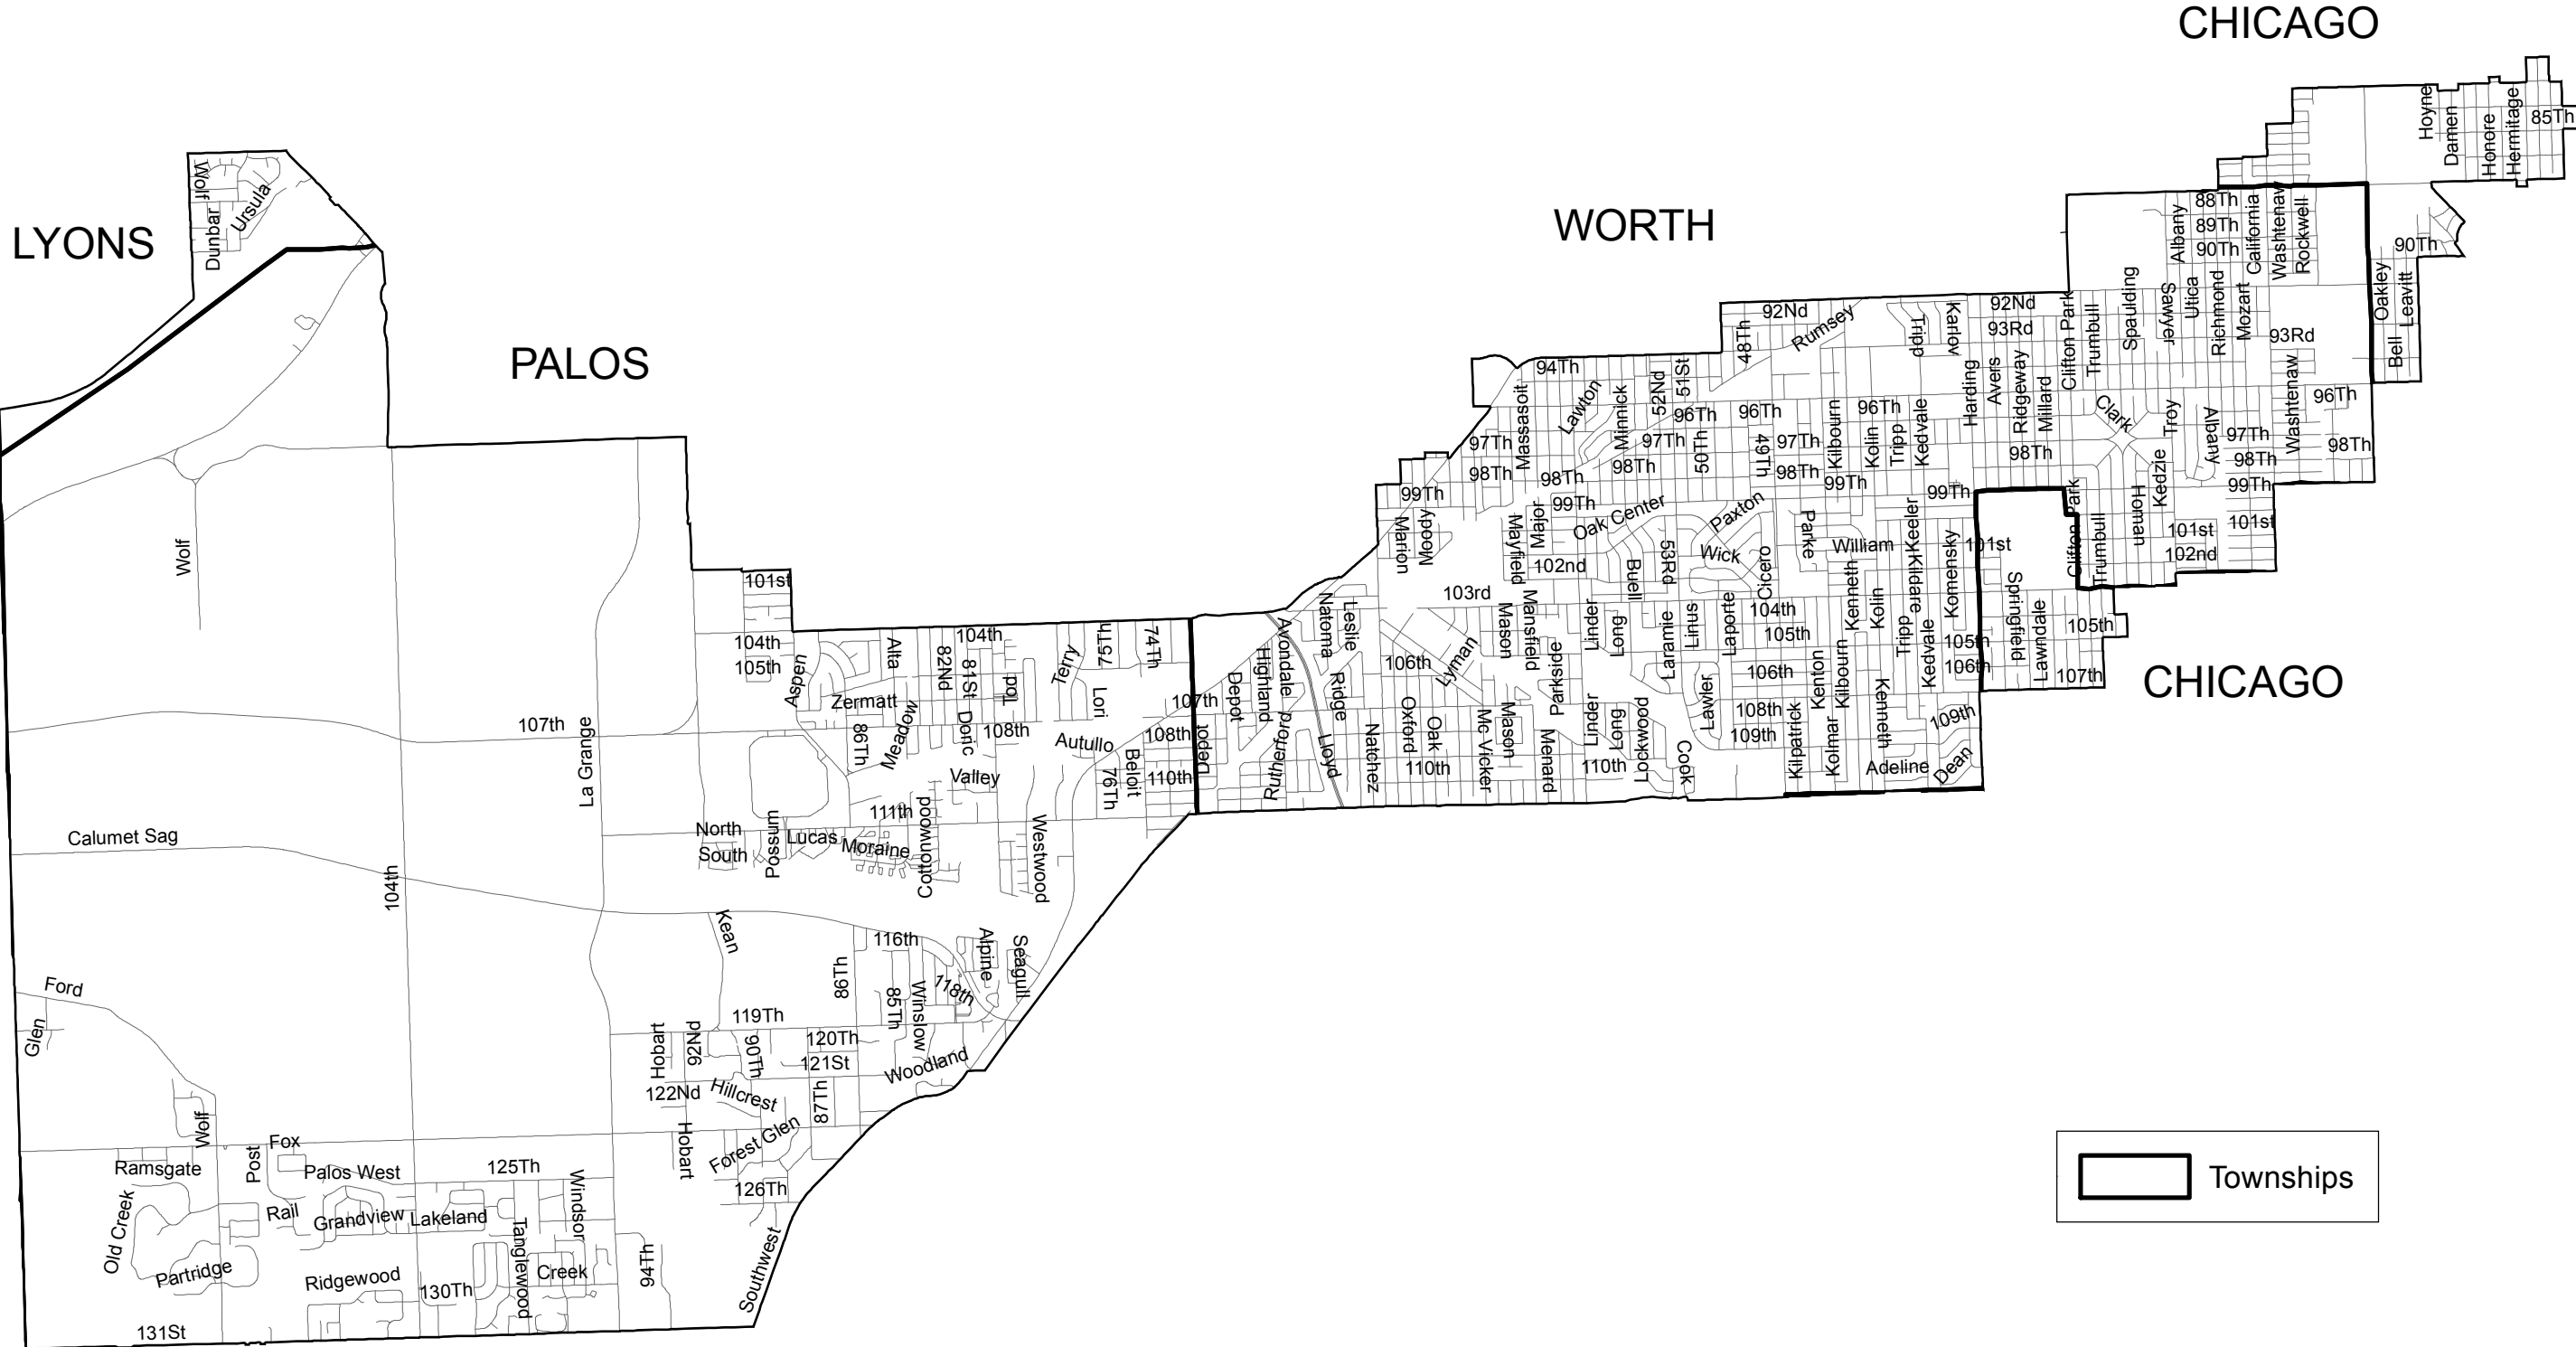 CHICAGO
LYONS
WORTH
PALOS
CHICAGO
Townships
Wolf
Dunbar
Ursula
Wolf
La Grange
107th
Calumet Sag
104th
Ford
Glen
Wolf
Ramsgate
Post
Fox
Palos West
125Th
Windsor
Old Creek
Rail
Grandview
Lakeland
Tanglewood
Partridge
Ridgewood
130Th
Creek
94Th
131St
Southwest
101st
104th
105th
Aspen
Alta
104th
82Nd
81St
Doric
Zermatt
86Th
Meadow
108th
Terry
75Th
74Th
Lori
107th
Autullo
108th
Beloit
76Th
110th
Valley
111th
North
South
Possum
Lucas
Moraine
Cottonwood
Westwood
Kean
116th
Alpine
Seagull
118th
86Th
85Th
Winslow
119Th
Hobart
92Nd
90Th
120Th
121St
Woodland
122Nd
Hillcrest
87Th
Hobart
Forest Glen
126Th
Depot
Depot
Highland
Avondale
Rutherford
Lloyd
Natoma
Leslie
Ridge
Natchez
103rd
106th
Lyman
Oxford
Oak
110th
Mc Vicker
Mason
Mason
Mansfield
Parkside
Menard
Linder
Long
Linder
Long
110th
Lockwood
Laramie
Linus
Laporte
Lawler
Cook
104th
105th
106th
108th
109th
Kilpatrick
Kolmar
Kenton
Kilbourn
Kenneth
Kenneth
Kolin
Tripp
Kedvale
Adeline
Dean
109th
105th
106th
Komensky
Keeler
Kildare
William
Parke
Cicero
Wick
Paxton
53Rd
Buell
Oak Center
102nd
Mayfield
Major
99Th
98Th
Marion
Moody
99Th
98Th
97Th
Massasoit
94Th
Lawton
Minnick
52Nd
51St
96Th
97Th
98Th
50Th
49Th
96Th
97Th
98Th
48Th
92Nd
Rumsey
Tripp
Karlov
Kilbourn
Kolin
Tripp
Kedvale
96Th
99Th
99Th
Harding
Avers
Ridgeway
Millard
92Nd
93Rd
98Th
Clifton Park
Trumbull
Spaulding
Sawyer
Utica
Richmond
Mozart
93Rd
Albany
88Th
89Th
90Th
California
Washtenaw
Rockwell
Clark
Troy
Albany
97Th
98Th
99Th
Washtenaw
96Th
98Th
Kedzie
Homan
101st
102nd
101st
Clifton Park
Trumbull
101st
Springfield
Lawndale
105th
107th
Oakley
Leavitt
Bell
90Th
Hoyne
Damen
Honore
Hermitage
85Th